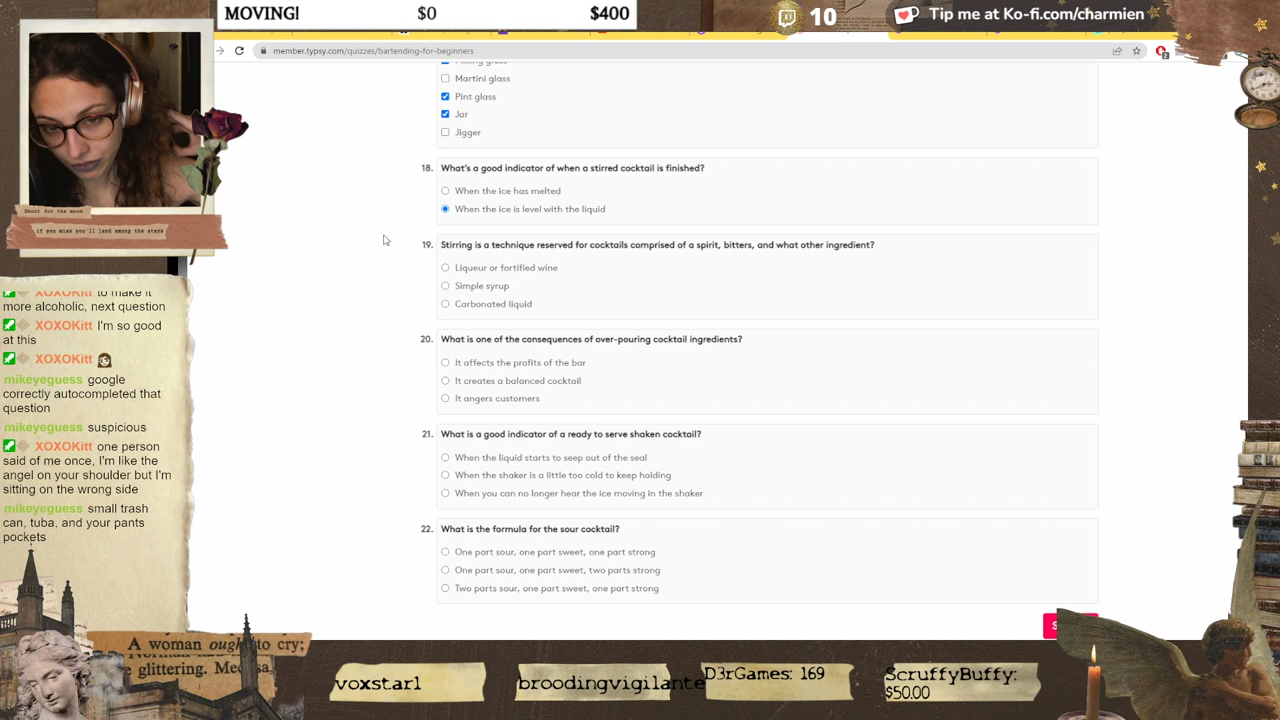 MOVING!
$0
$400
10
Tip me at Ko-fi.com/charmien
member.typsy.com/quizzes/bartending-for-beginners
2
Mixing glass
Martini glass
Pint glass
Jar
Jigger
18. What's a good indicator of when a stirred cocktail is finished?
When the ice has melted
When the ice is level with the liquid
19. Stirring is a technique reserved for cocktails comprised of a spirit, bitters, and what other ingredient?
Liqueur or fortified wine
Simple syrup
Carbonated liquid
20. What is one of the consequences of over-pouring cocktail ingredients?
It affects the profits of the bar
It creates a balanced cocktail
It angers customers
21. What is a good indicator of a ready to serve shaken cocktail?
When the liquid starts to seep out of the seal
When the shaker is a little too cold to keep holding
When you can no longer hear the ice moving in the shaker
22. What is the formula for the sour cocktail?
One part sour, one part sweet, one part strong
One part sour, one part sweet, two parts strong
Two parts sour, one part sweet, one part strong
S
Shoot for the moon
if you miss you'll land among the stars
XOXOKitt to make it
more alcoholic, next question
XOXOKitt I'm so good
at this
XOXOKitt
mikeyeguess google
correctly autocompleted that
question
mikeyeguess suspicious
XOXOKitt one person
said of me once, I'm like the
angel on your shoulder but I'm
sitting on the wrong side
mikeyeguess small trash
can, tuba, and your pants
pockets
A woman ought to cry;
glittering.
voxstar1
broodingvigilante
D3rGames: 169
ScruffyBuffy:
$50.00